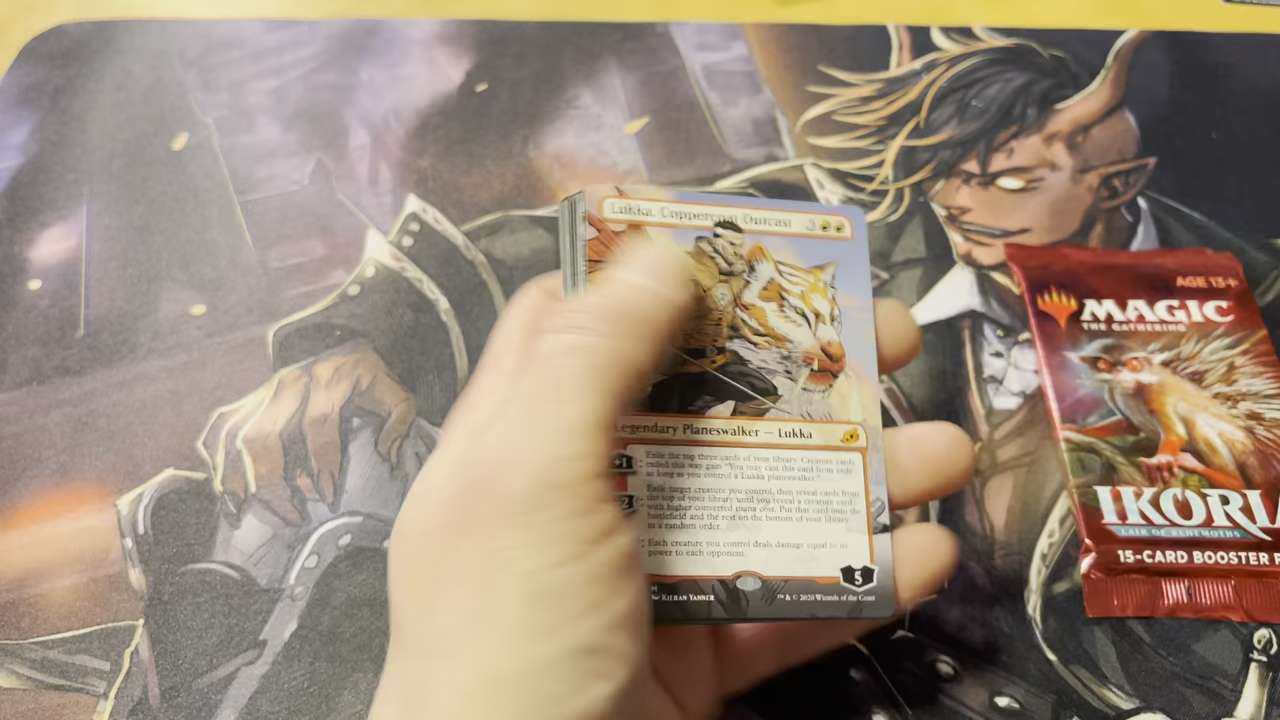 Lukka, Coppercoat Outcast
Legendary Planeswalker — Lukka
+1: Exile the top three cards of your library. Creature cards
exiled this way gain "You may cast this card from exile
as long as you control a Lukka planeswalker."
-2: Exile target creature you control, then reveal cards from
the top of your library until you reveal a creature card
with higher converted mana cost. Put that card onto the
battlefield and the rest on the bottom of your library
in a random order.
: Each creature you control deals damage equal to its
power to each opponent.
5
KIERAN YANNER
™ & © 2020 Wizards of the Coast
AGE 13+
MAGIC
THE GATHERING
IKORIA
LAIR OF BEHEMOTHS
15-CARD BOOSTER P